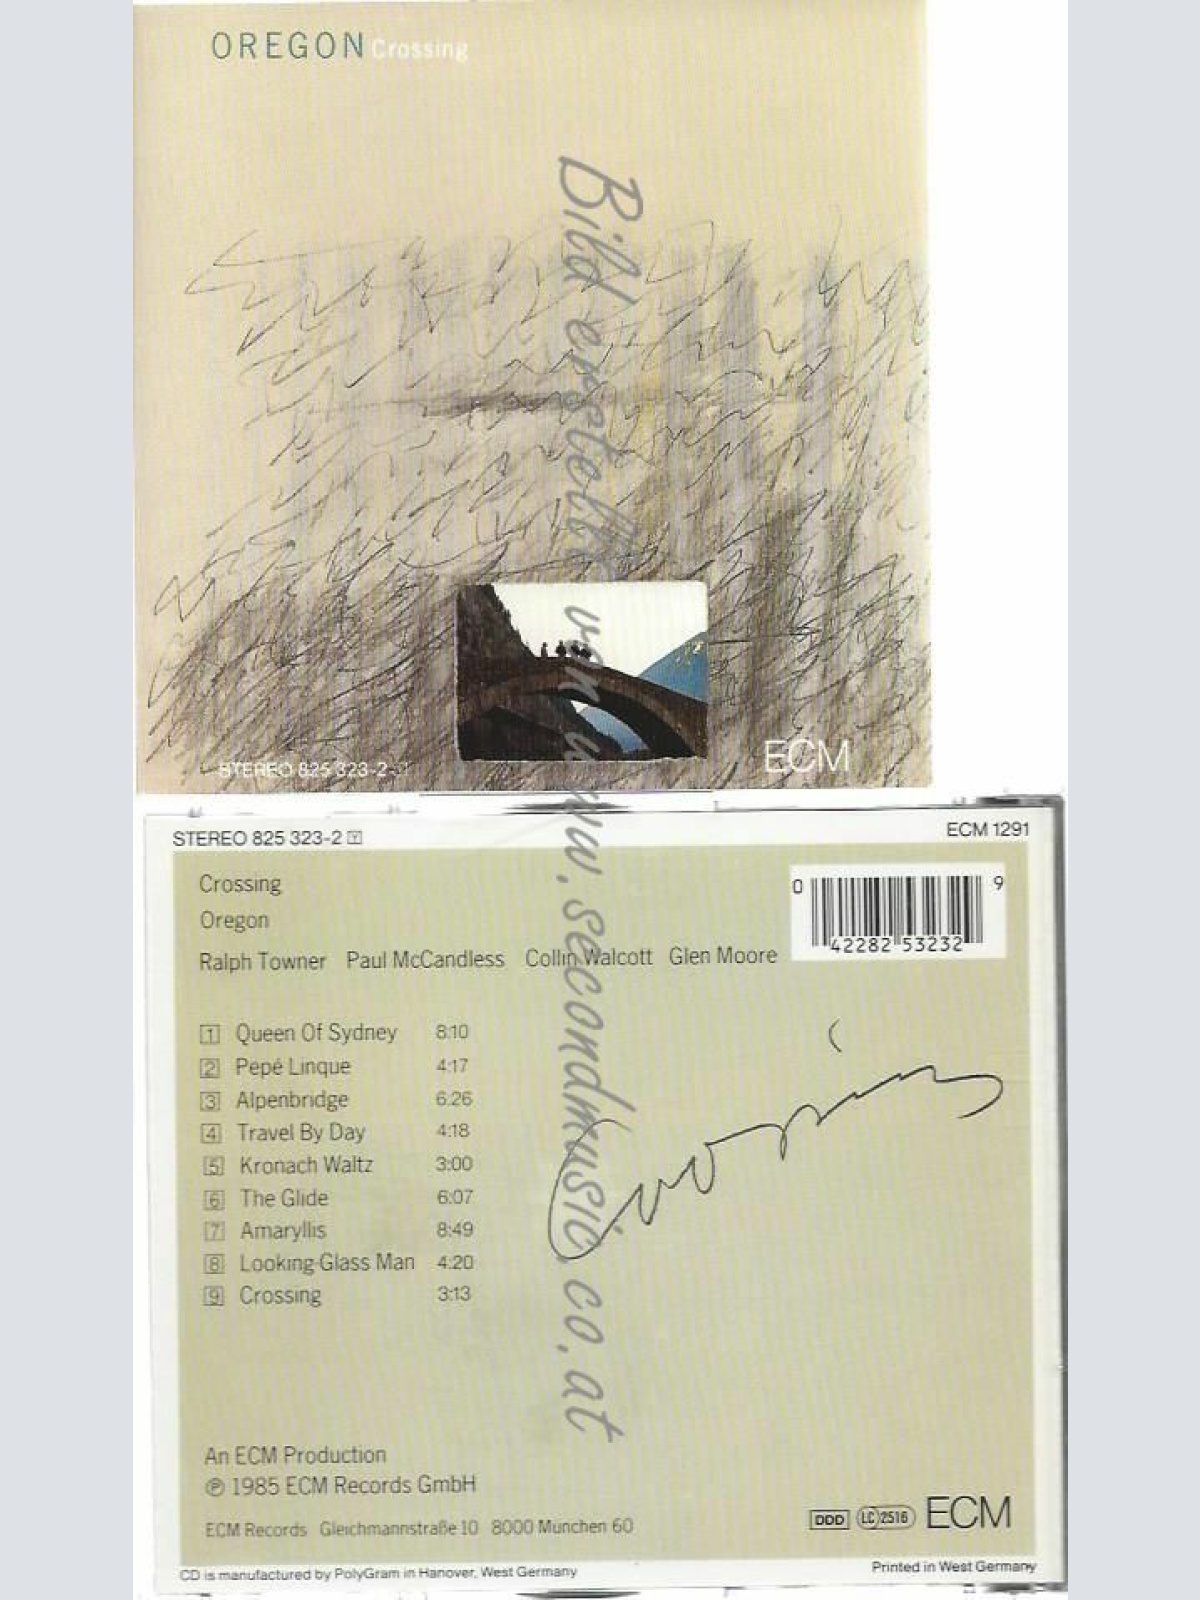 OREGON Crossing
STEREO 825 323-2
ECM
Bild erstellt von www.secondmusic.co.at
STEREO 825 323-2 Y
ECM 1291
Crossing
Oregon
Ralph Towner Paul McCandless Collin Walcott Glen Moore
0 42282 53232 9
1 Queen Of Sydney 8:10
2 Pepé Linque 4:17
3 Alpenbridge 6:26
4 Travel By Day 4:18
5 Kronach Waltz 3:00
6 The Glide 6:07
7 Amaryllis 8:49
8 Looking-Glass Man 4:20
9 Crossing 3:13
Crossing
An ECM Production
℗ 1985 ECM Records GmbH
ECM Records Gleichmannstraße 10 8000 München 60
DDD LC 2516 ECM
CD is manufactured by PolyGram in Hanover, West Germany
Printed in West Germany